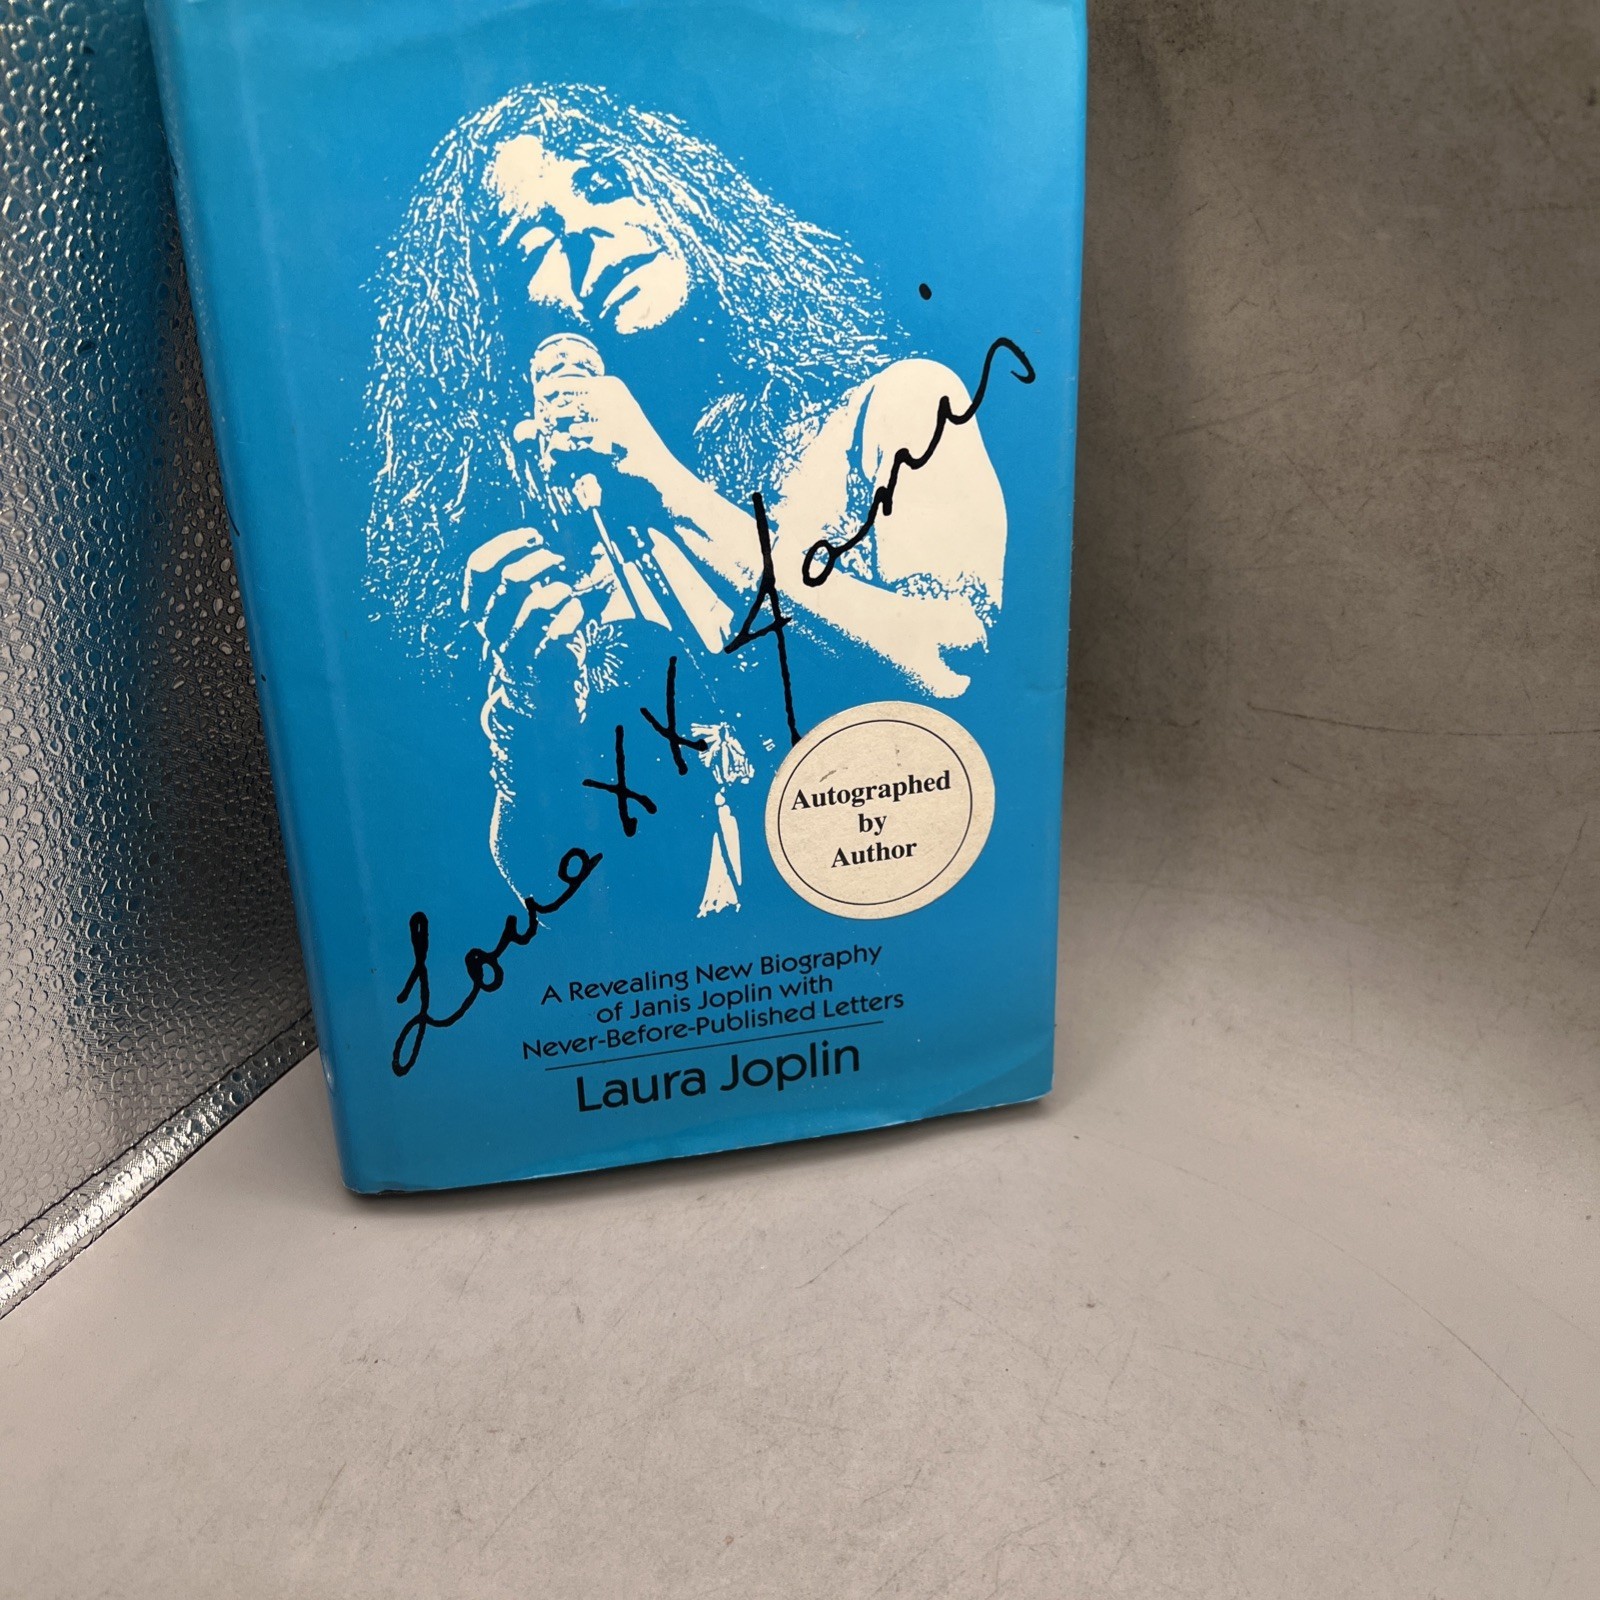 Love XX Janis
Autographed
by
Author
A Revealing New Biography
of Janis Joplin with
Never-Before-Published Letters
Laura Joplin